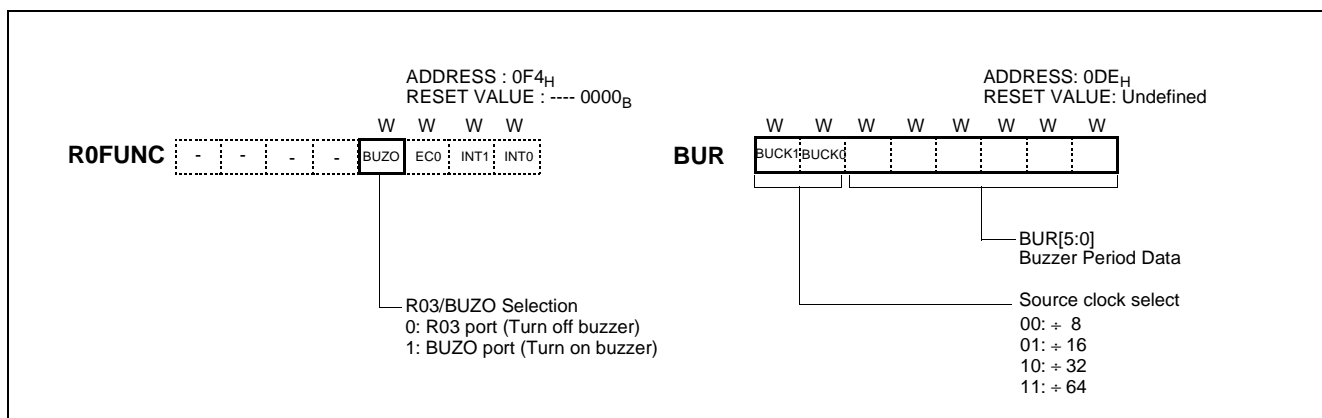 ADDRESS : 0F4H
RESET VALUE : ---- 0000B
W W W W
R0FUNC - - - - BUZO EC0 INT1 INT0
R03/BUZO Selection
0: R03 port (Turn off buzzer)
1: BUZO port (Turn on buzzer)
ADDRESS: 0DEH
RESET VALUE: Undefined
W W W W W W W W
BUR BUCK1 BUCK0
BUR[5:0]
Buzzer Period Data
Source clock select
00: ÷ 8
01: ÷ 16
10: ÷ 32
11: ÷ 64